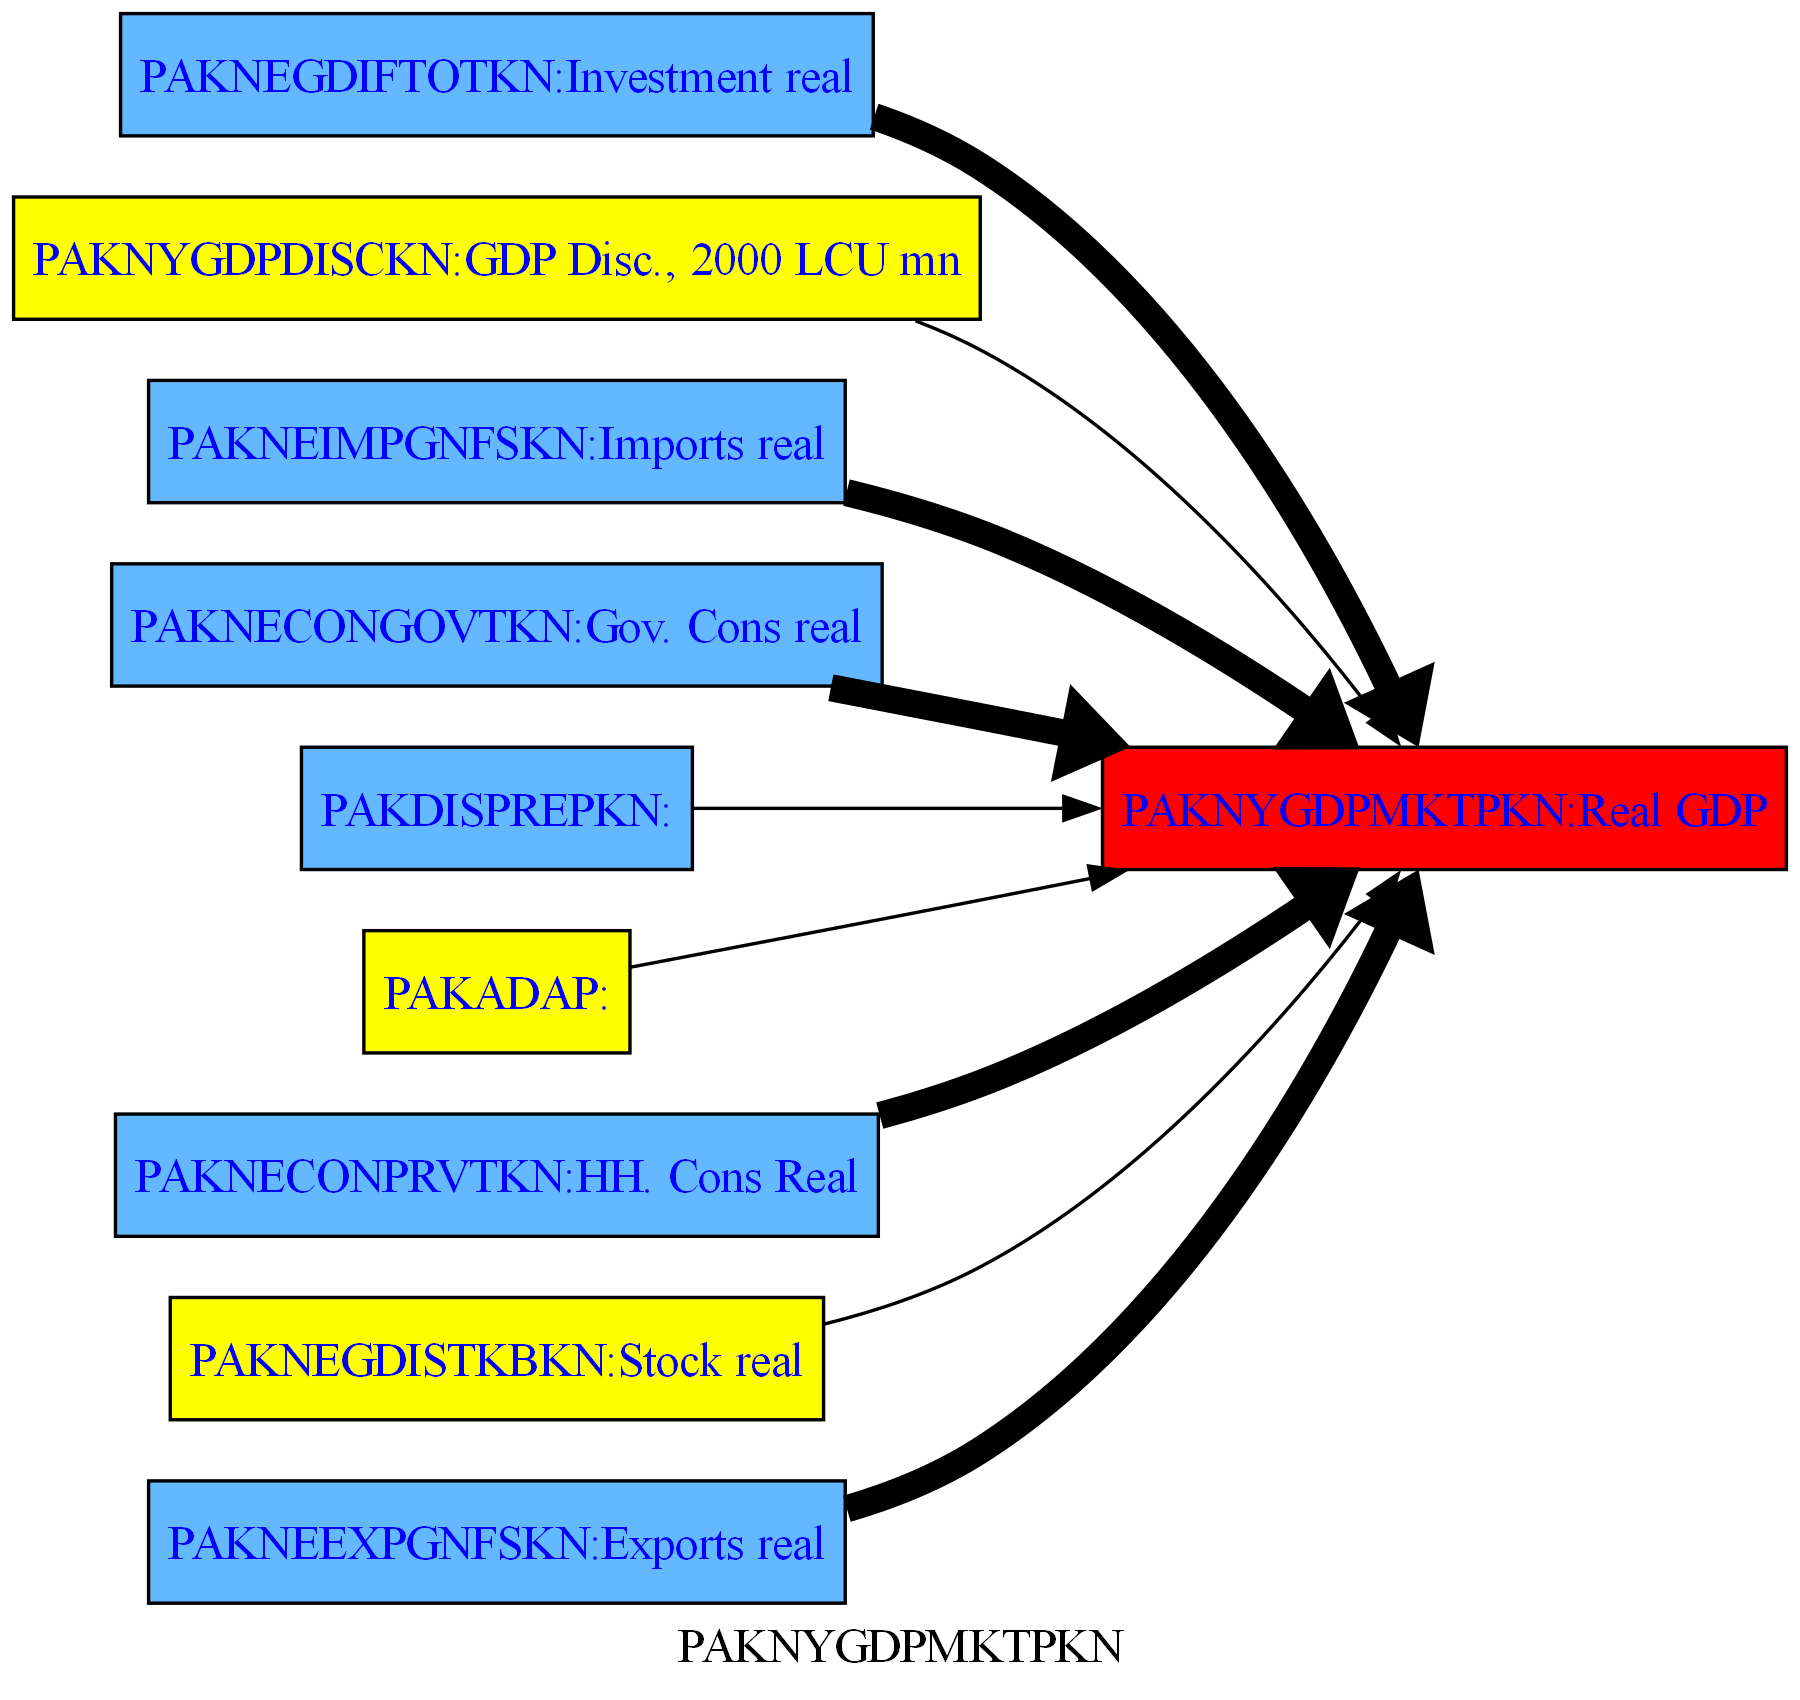 PAKNEGDIFTOTKN:Investment real
PAKNYGDPDISCKN:GDP Disc., 2000 LCU mn
PAKNEIMPGNFSKN:Imports real
PAKNECONGOVTKN:Gov. Cons real
PAKDISPREPKN:
PAKNYGDPMKTPKN:Real GDP
PAKADAP:
PAKNECONPRVTKN:HH. Cons Real
PAKNEGDISTKBKN:Stock real
PAKNEEXPGNFSKN:Exports real
PAKNYGDPMKTPKN